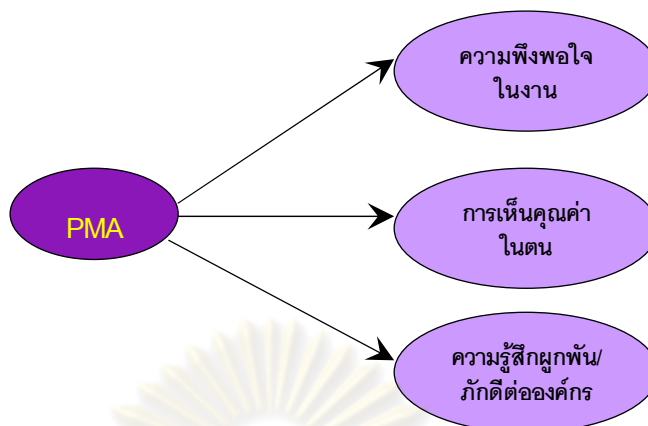 ความพึงพอใจ
ในงาน
PMA
การเห็นคุณค่า
ในตน
ความรู้สึกผูกพัน/
ภักดีต่อองค์กร